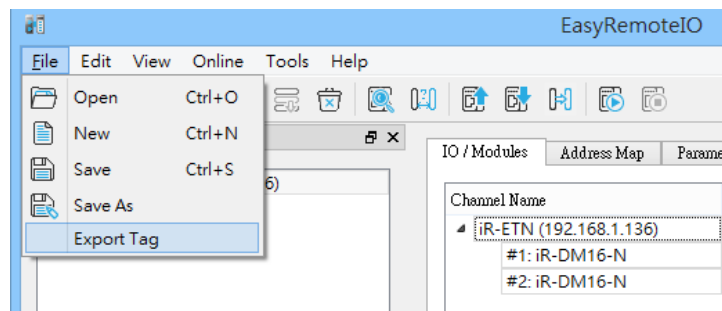 EasyRemoteIO
File Edit View Online Tools Help
Open Ctrl+O
New Ctrl+N
Save Ctrl+S
Save As
Export Tag
6)
IO / Modules Address Map
Channel Name
iR-ETN (192.168.1.136)
#1: iR-DM16-N
#2: iR-DM16-N